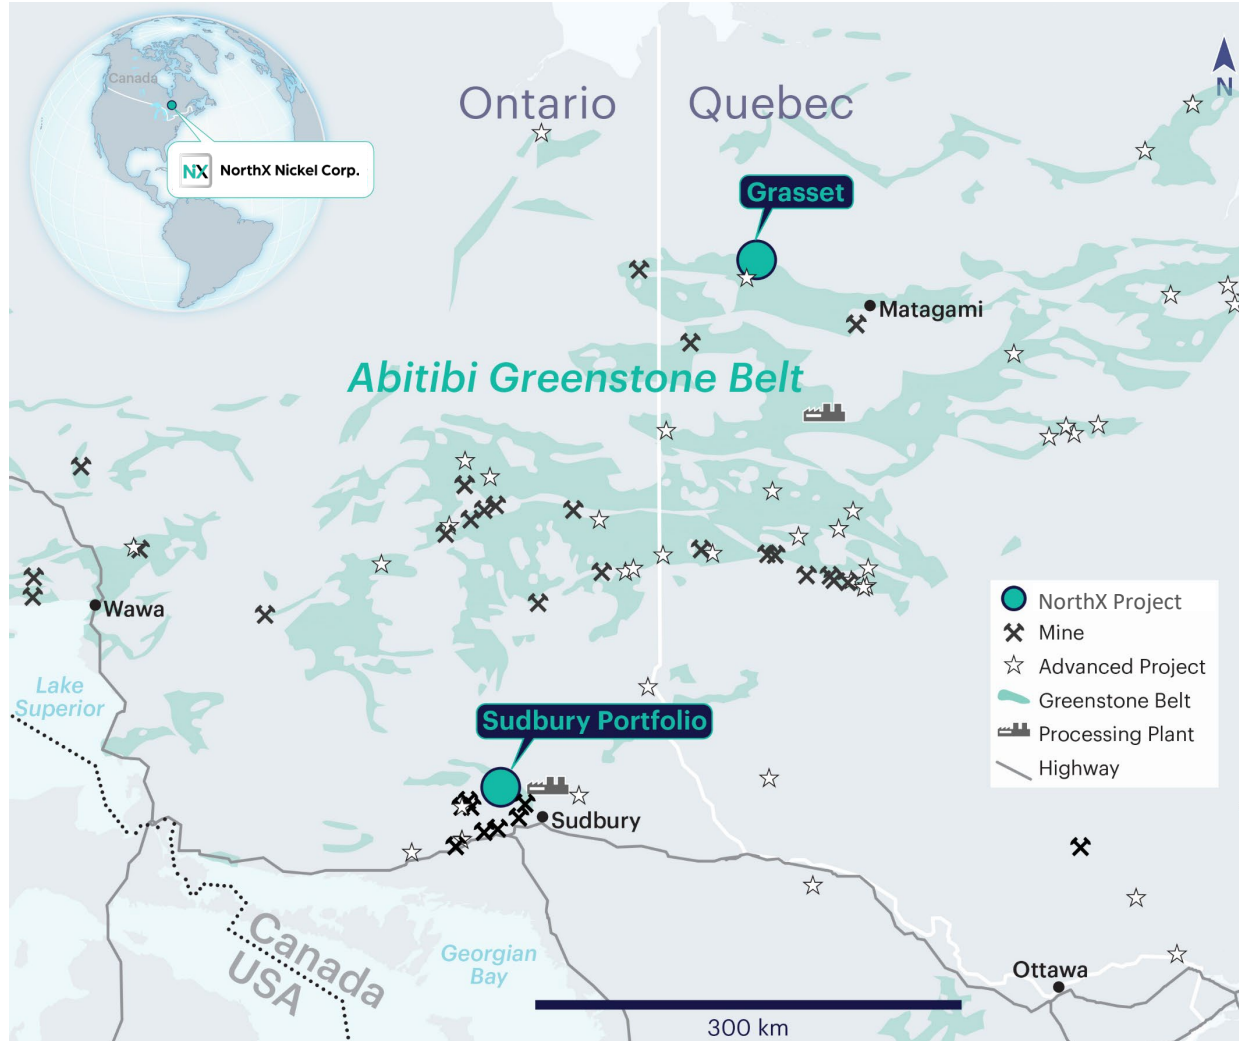 Ontario
Quebec
N
Canada
NX
NorthX Nickel Corp.
Grasset
Matagami
Abitibi Greenstone Belt
Wawa
NorthX Project
Mine
Advanced Project
Greenstone Belt
Processing Plant
Highway
Lake
Superior
Sudbury Portfolio
Sudbury
Canada
USA
Georgian
Bay
Ottawa
300 km